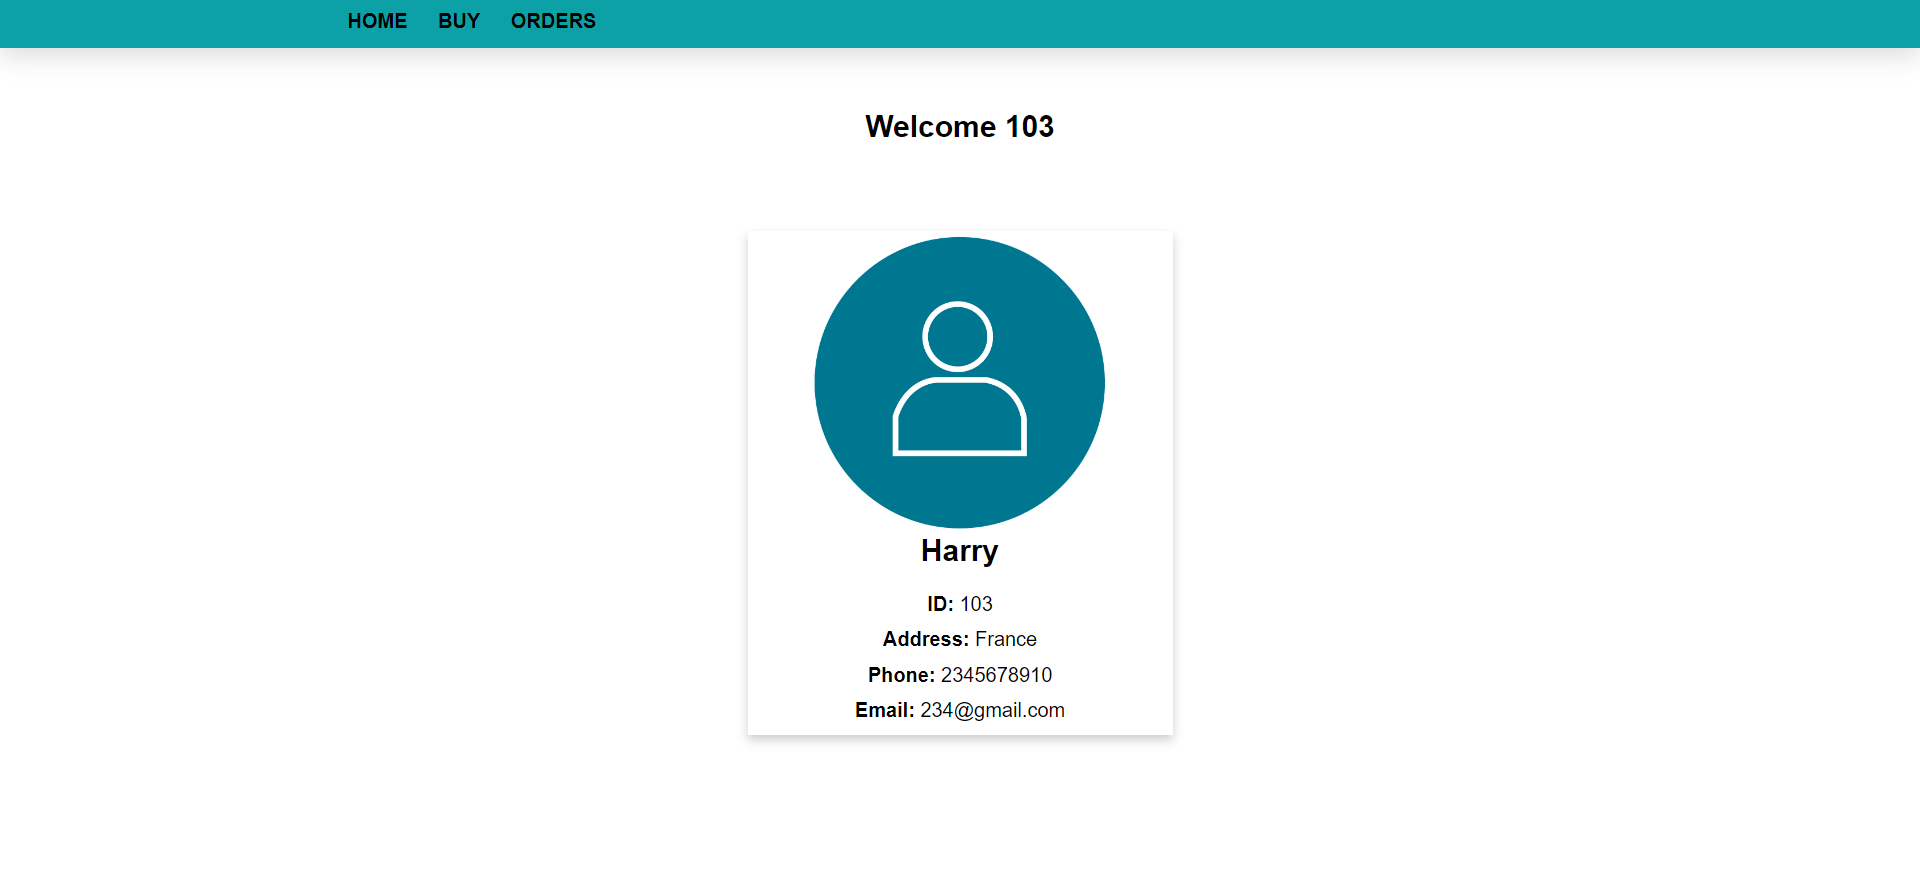 HOME BUY ORDERS
Welcome 103
Harry
ID: 103
Address: France
Phone: 2345678910
Email: 234@gmail.com